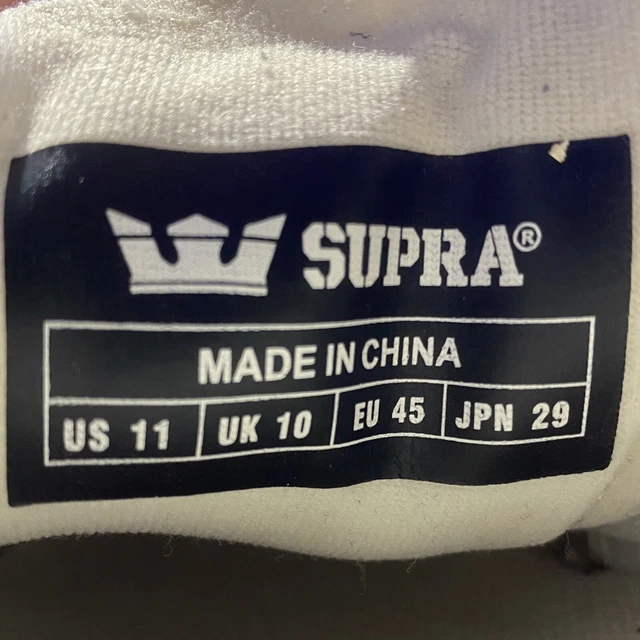 SUPRA®
MADE IN CHINA
US 11 UK 10 EU 45 JPN 29